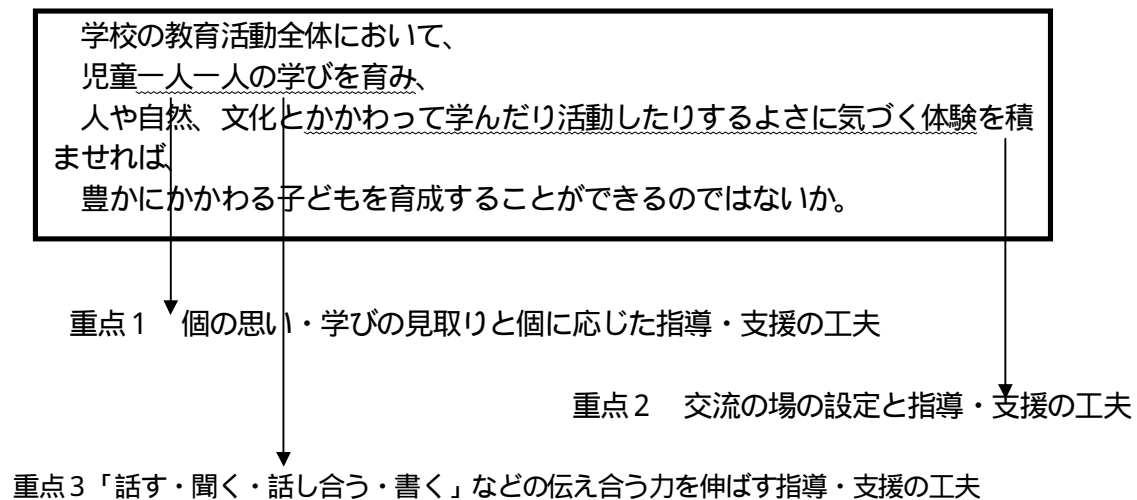 学校の教育活動全体において、
児童一人一人の学びを育み、
人や自然、文化とかかわって学んだり活動したりするよさに気づく体験を積
ませれば、
豊かにかかわる子どもを育成することができるのではないか。
重点1　個の思い・学びの見取りと個に応じた指導・支援の工夫
重点2　交流の場の設定と指導・支援の工夫
重点3「話す・聞く・話し合う・書く」などの伝え合う力を伸ばす指導・支援の工夫